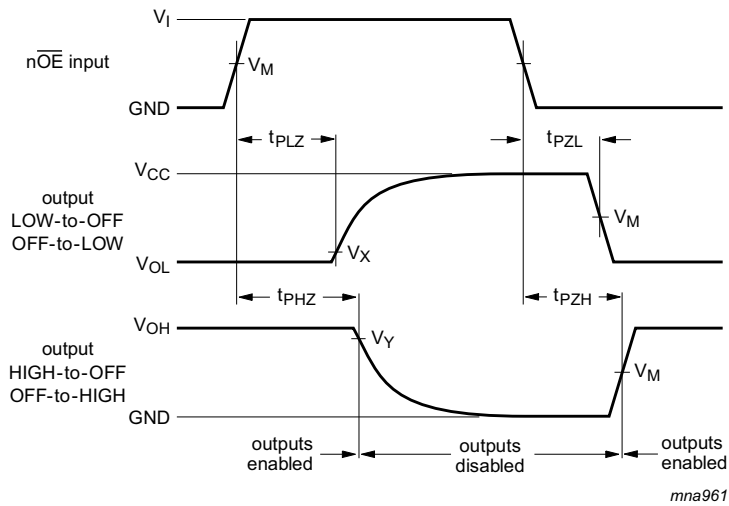 V_I
nO̅E̅ input
V_M
GND
t_PLZ
t_PZL
V_CC
output
LOW-to-OFF
OFF-to-LOW
V_M
V_X
V_OL
t_PHZ
t_PZH
V_OH
V_Y
output
HIGH-to-OFF
OFF-to-HIGH
V_M
GND
outputs
enabled
outputs
disabled
outputs
enabled
mna961